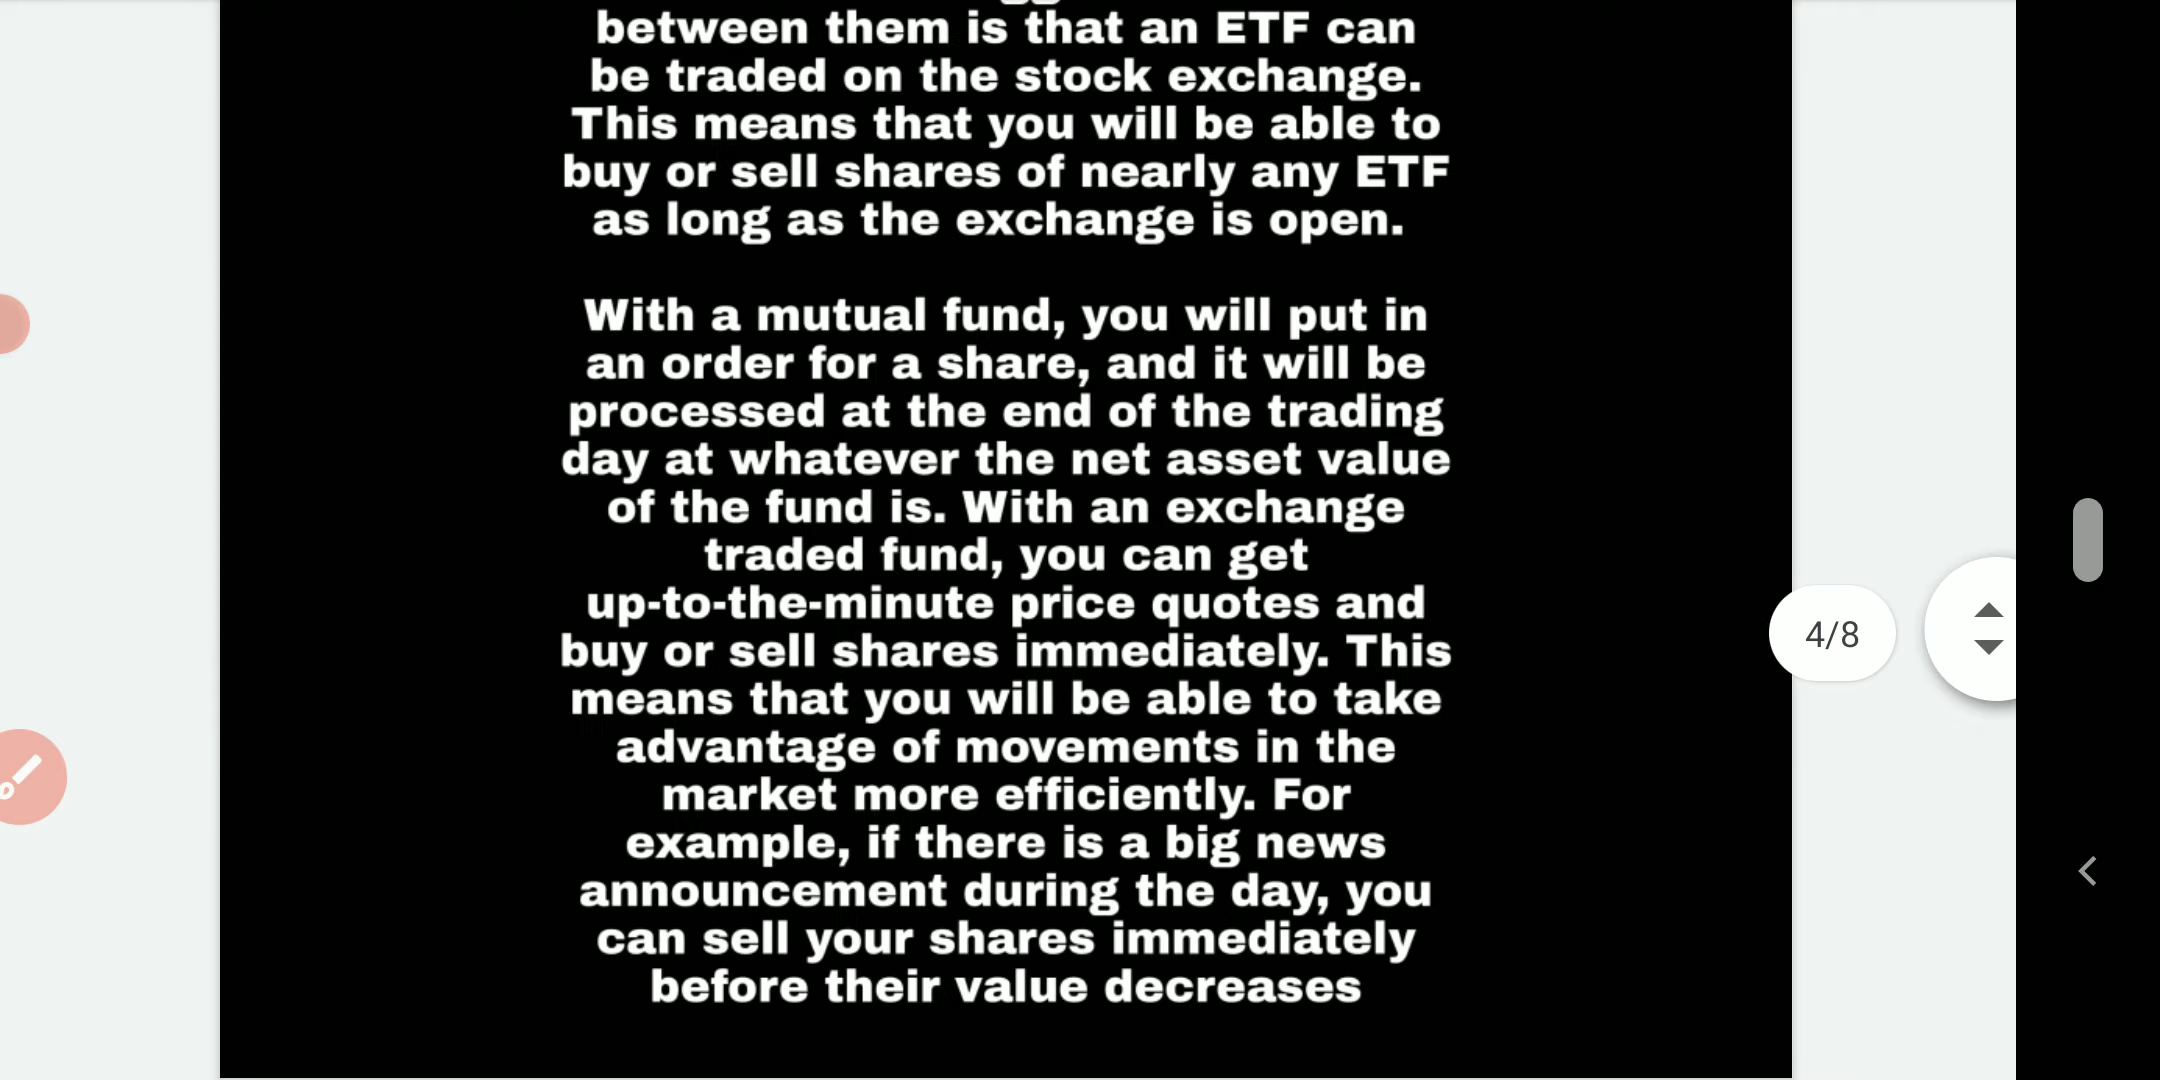 between them is that an ETF can
be traded on the stock exchange.
This means that you will be able to
buy or sell shares of nearly any ETF
as long as the exchange is open.
With a mutual fund, you will put in
an order for a share, and it will be
processed at the end of the trading
day at whatever the net asset value
of the fund is. With an exchange
traded fund, you can get
up-to-the-minute price quotes and
buy or sell shares immediately. This
means that you will be able to take
advantage of movements in the
market more efficiently. For
example, if there is a big news
announcement during the day, you
can sell your shares immediately
before their value decreases
4/8